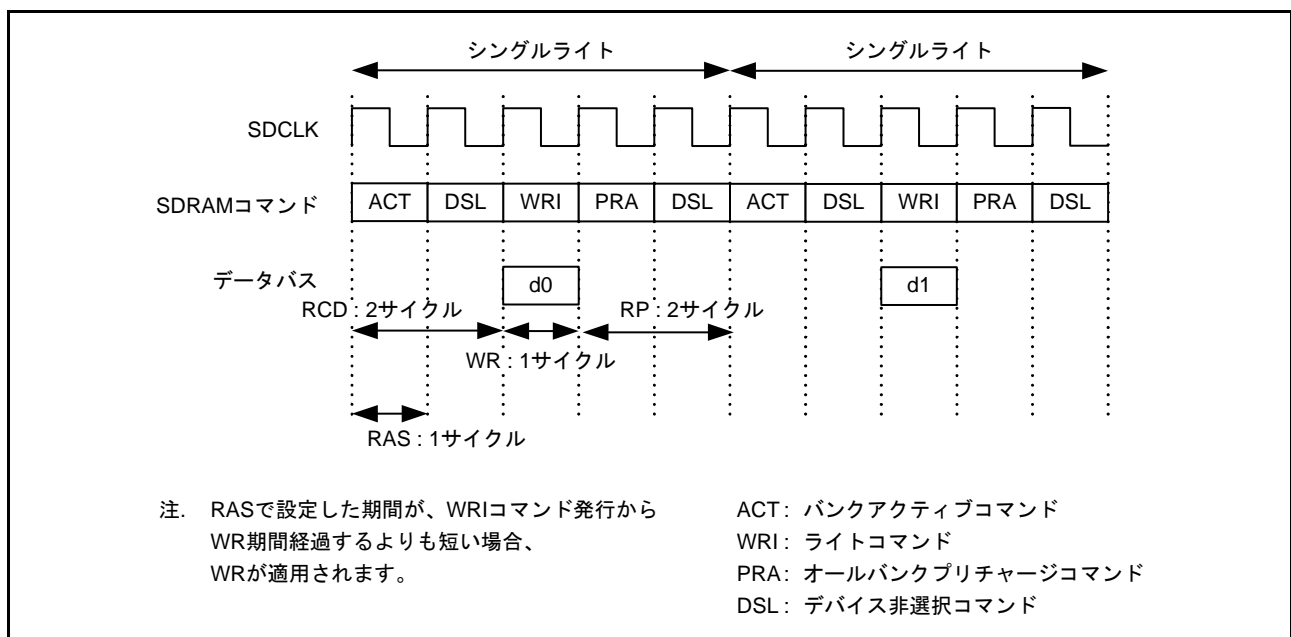 シングルライト シングルライト
SDCLK
SDRAMコマンド ACT DSL WRI PRA DSL ACT DSL WRI PRA DSL
データバス d0 d1
RCD : 2サイクル RP : 2サイクル
WR : 1サイクル
RAS : 1サイクル
注. RASで設定した期間が、WRIコマンド発行から
WR期間経過するよりも短い場合、
WRが適用されます。
ACT : バンクアクティブコマンド
WRI : ライトコマンド
PRA : オールバンクプリチャージコマンド
DSL : デバイス非選択コマンド